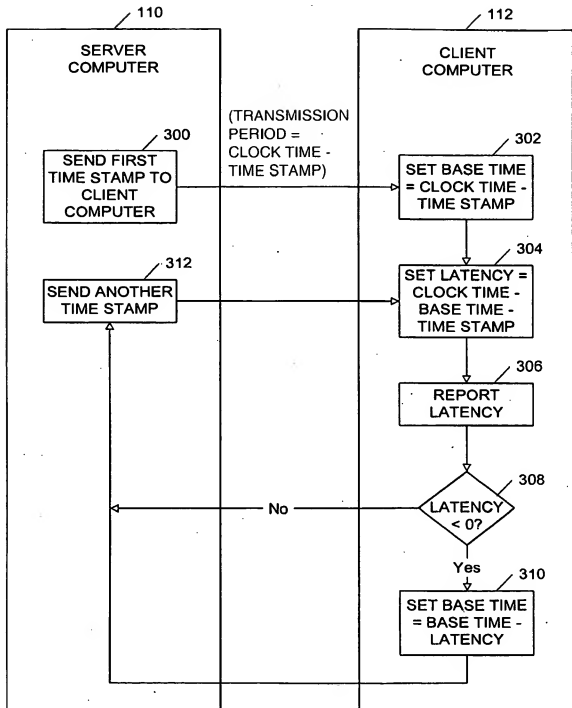 110
SERVER
COMPUTER
112
CLIENT
COMPUTER
300
SEND FIRST
TIME STAMP TO
CLIENT
COMPUTER
(TRANSMISSION
PERIOD =
CLOCK TIME -
TIME STAMP)
302
SET BASE TIME
= CLOCK TIME -
TIME STAMP
312
SEND ANOTHER
TIME STAMP
304
SET LATENCY =
CLOCK TIME -
BASE TIME -
TIME STAMP
306
REPORT
LATENCY
308
LATENCY
< 0?
No
Yes
310
SET BASE TIME
= BASE TIME -
LATENCY